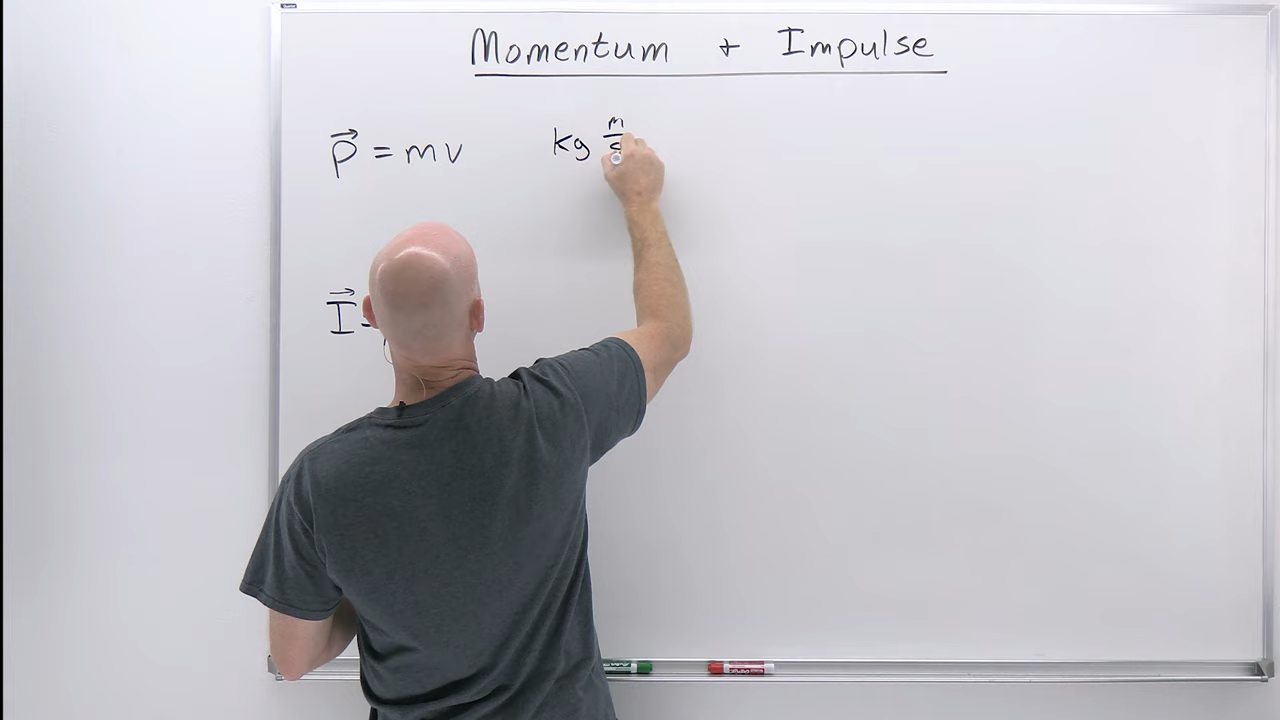 Momentum + Impulse
p⃗ = mv kg m/s
I⃗ =